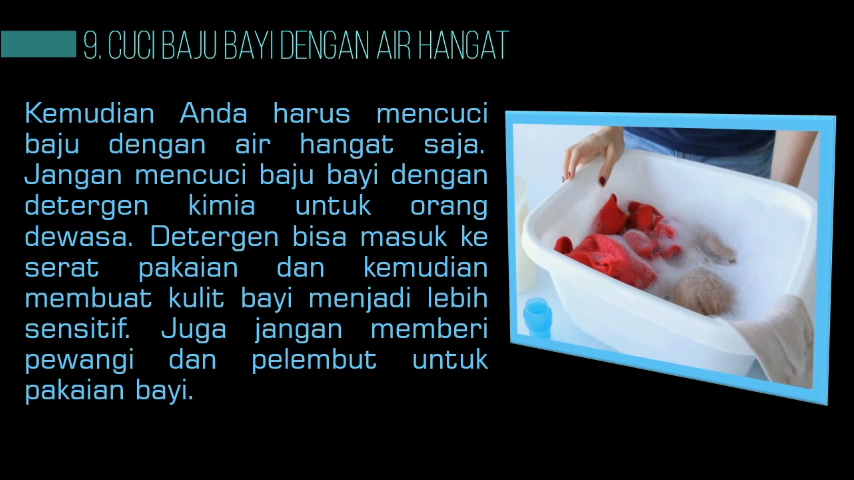 9. CUCI BAJU BAYI DENGAN AIR HANGAT
Kemudian Anda harus mencuci
baju dengan air hangat saja.
Jangan mencuci baju bayi dengan
detergen kimia untuk orang
dewasa. Detergen bisa masuk ke
serat pakaian dan kemudian
membuat kulit bayi menjadi lebih
sensitif. Juga jangan memberi
pewangi dan pelembut untuk
pakaian bayi.